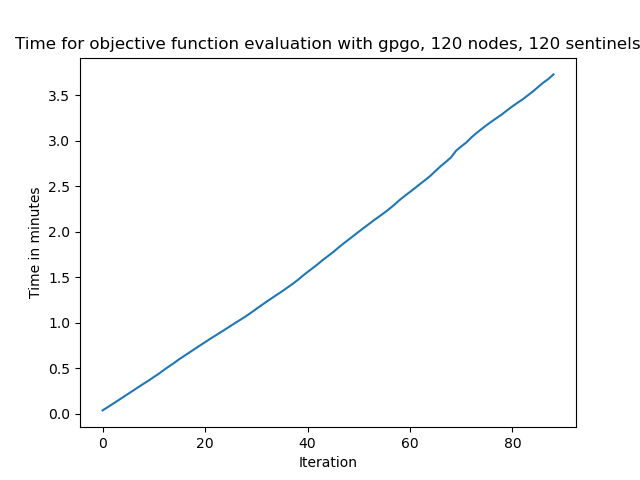 Time for objective function evaluation with gpgo, 120 nodes, 120 sentinels
3.5
3.0
2.5
2.0
1.5
1.0
0.5
0.0
Time in minutes
0 20 40 60 80
Iteration